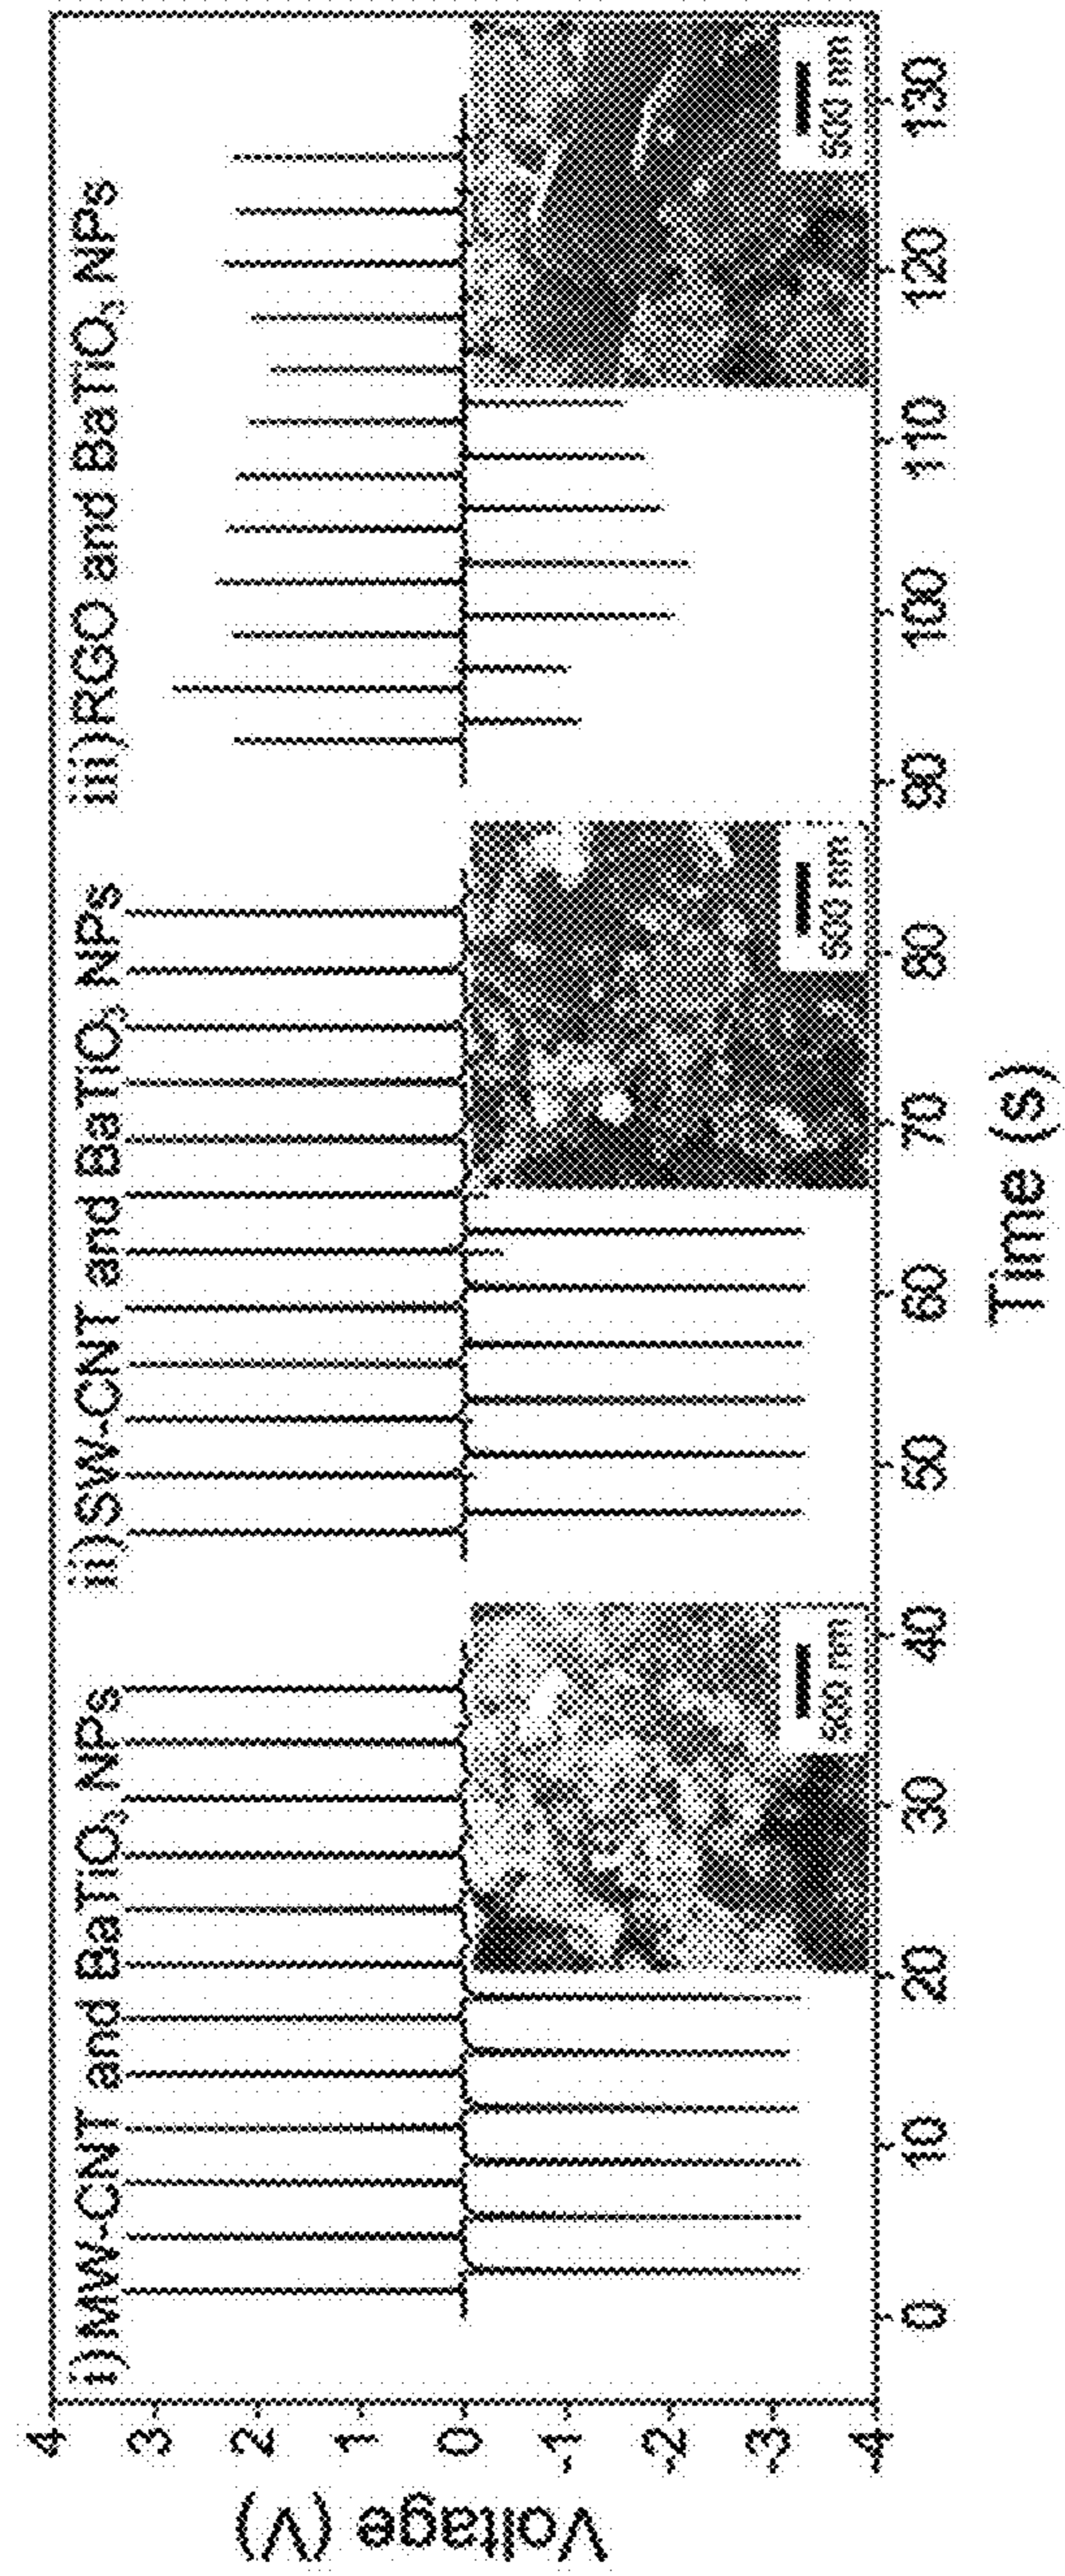 i) MW-CNT and BaTiO₃ NPs
ii) SW-CNT and BaTiO₃ NPs
iii) RGO and BaTiO₃ NPs
4
3
2
1
0
-1
-2
-3
-4
Voltage (V)
500 nm
500 nm
500 nm
0 10 20 30 40 50 60 70 80 90 100 110 120 130
Time (s)